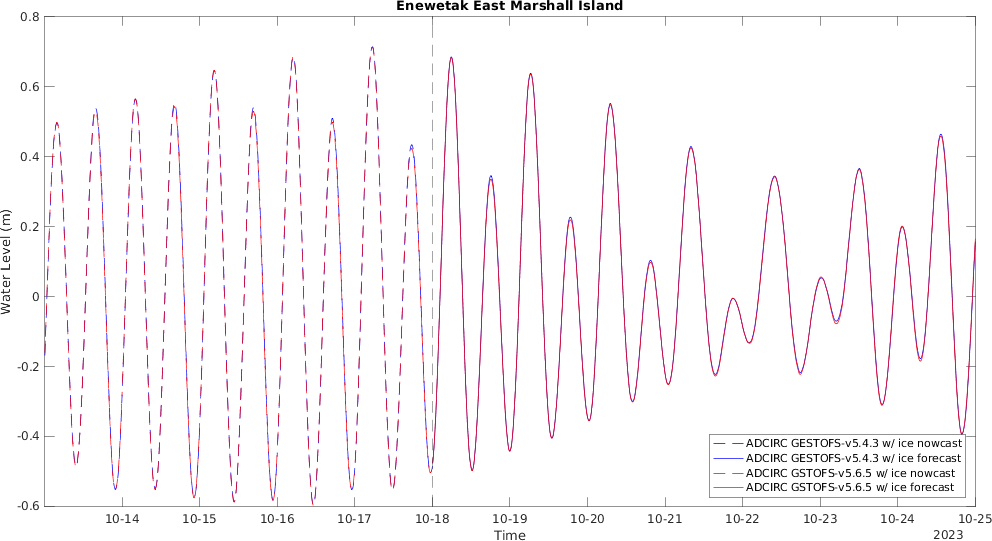 Enewetak East Marshall Island
0.8
0.6
0.4
0.2
0
-0.2
-0.4
-0.6
Water Level (m)
ADCIRC GESTOFS-v5.4.3 w/ ice nowcast
ADCIRC GESTOFS-v5.4.3 w/ ice forecast
ADCIRC GSTOFS-v5.6.5 w/ ice nowcast
ADCIRC GSTOFS-v5.6.5 w/ ice forecast
10-14 10-15 10-16 10-17 10-18 10-19 10-20 10-21 10-22 10-23 10-24 10-25
Time
2023